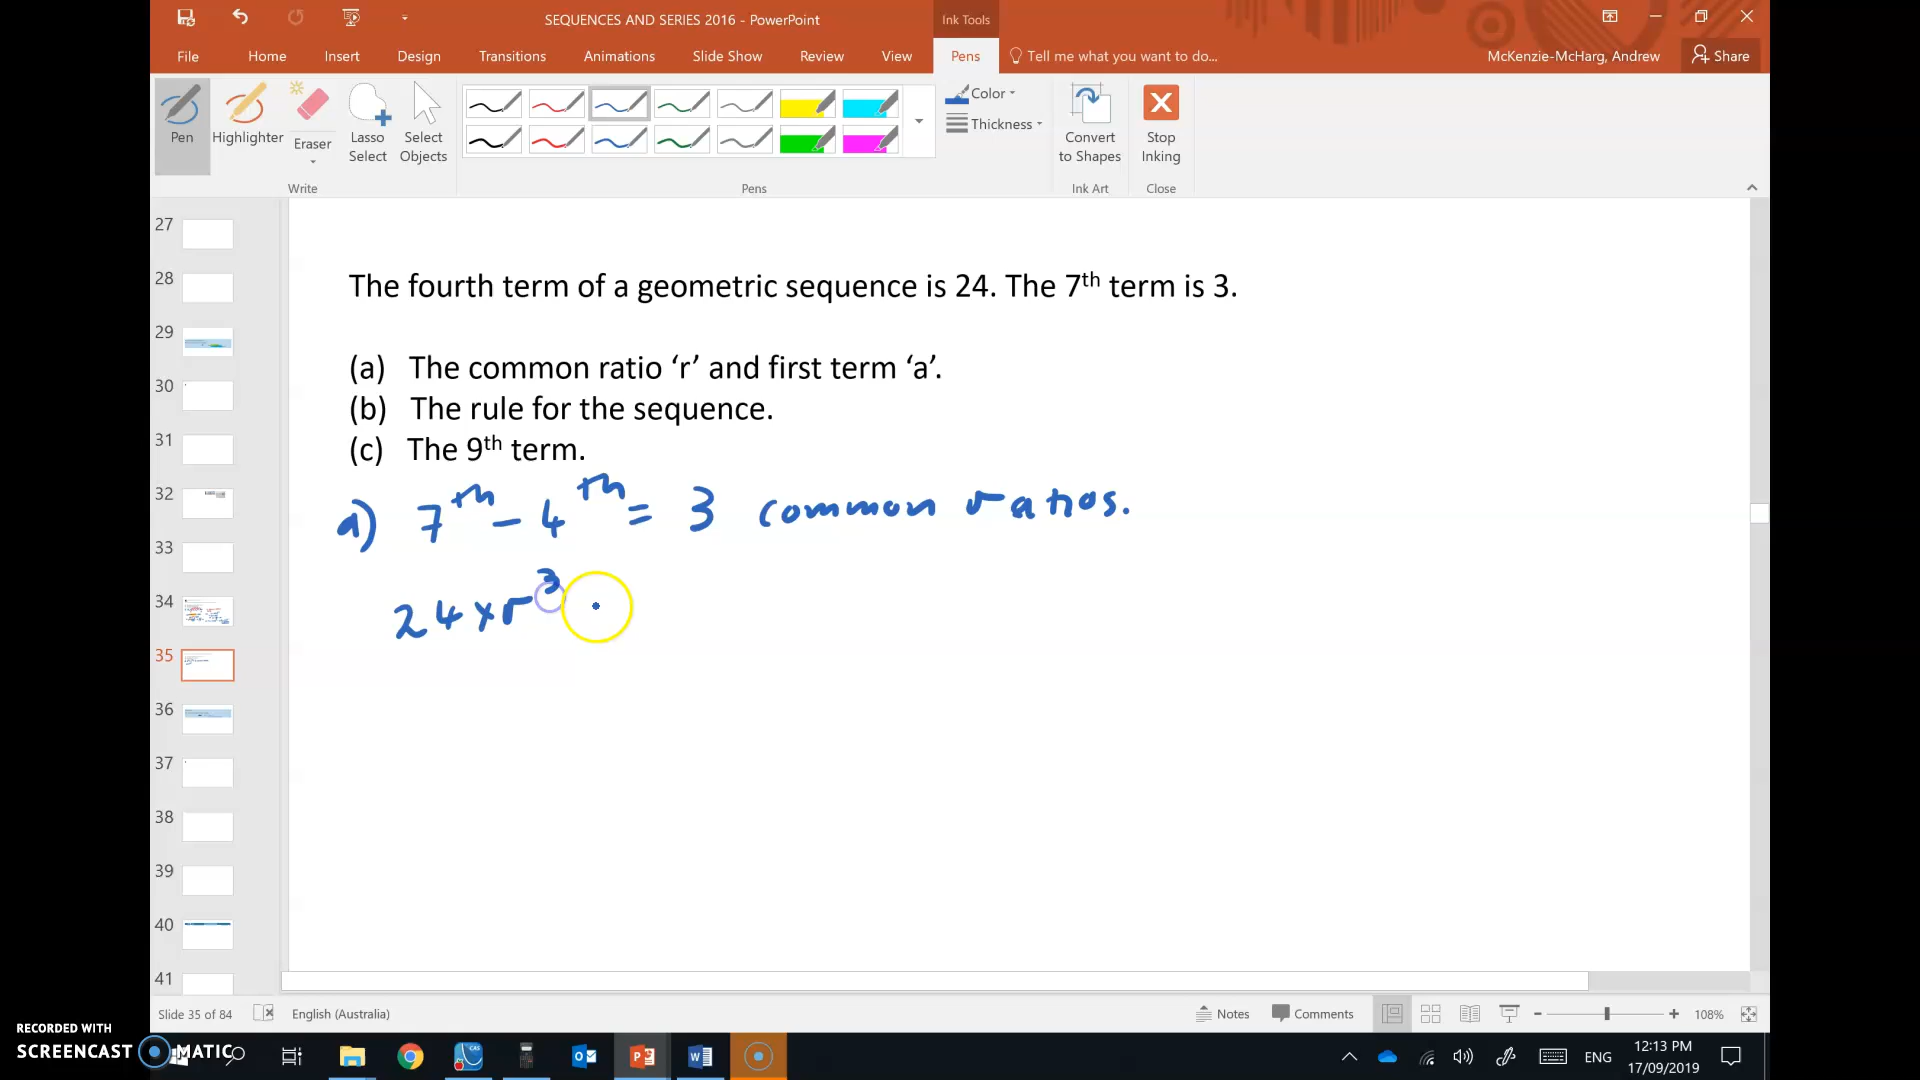 SEQUENCES AND SERIES 2016 - PowerPoint
Ink Tools
File Home Insert Design Transitions Animations Slide Show Review View Pens Tell me what you want to do... McKenzie-McHarg, Andrew Share
Pen Highlighter Eraser Lasso Select Select Objects Color Thickness Convert to Shapes Stop Inking
Write Pens Ink Art Close
27
28
29
30
31
32
33
34
35
36
37
38
39
40
41
The fourth term of a geometric sequence is 24. The 7th term is 3.
(a) The common ratio ‘r’ and first term ‘a’.
(b) The rule for the sequence.
(c) The 9th term.
a) 7th – 4th = 3 common ratios.
24 × r³
Slide 35 of 84 English (Australia) Notes Comments 108%
RECORDED WITH
SCREENCAST MATIC
ENG 12:13 PM
17/09/2019